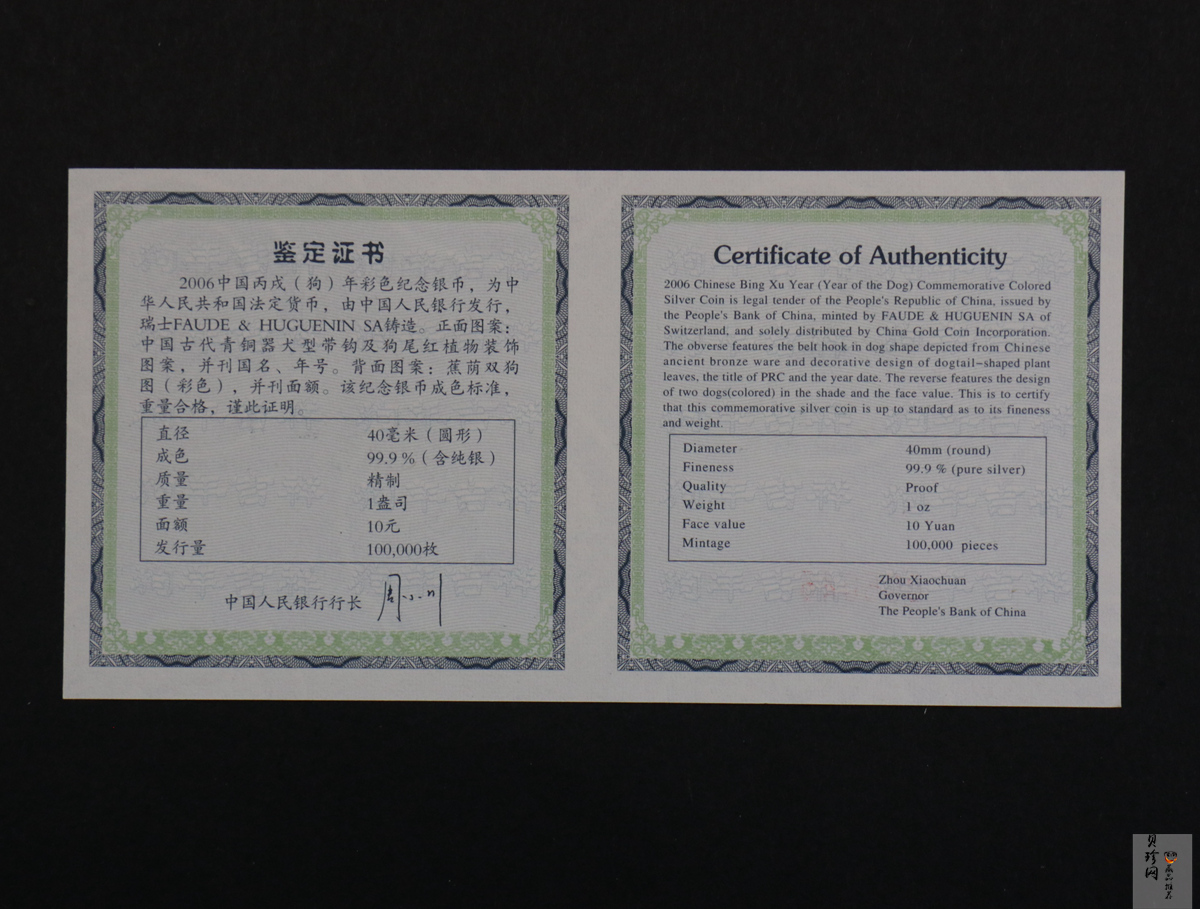 鉴定证书
2006中国丙戌（狗）年彩色纪念银币，为中
华人民共和国法定货币，由中国人民银行发行，
瑞士FAUDE & HUGUENIN SA铸造。正面图案：
中国古代青铜器犬型带钩及狗尾红植物装饰
图案，并刊国名、年号。背面图案：蕉荫双狗
图（彩色），并刊面额。该纪念银币成色标准，
重量合格，谨此证明。
直径 40毫米（圆形）
成色 99.9 %（含纯银）
质量 精制
重量 1盎司
面额 10元
发行量 100,000枚
中国人民银行行长 周小川
Certificate of Authenticity
2006 Chinese Bing Xu Year (Year of the Dog) Commemorative Colored
Silver Coin is legal tender of the People's Republic of China, issued by
the People's Bank of China, minted by FAUDE & HUGUENIN SA of
Switzerland, and solely distributed by China Gold Coin Incorporation.
The obverse features the belt hook in dog shape depicted from Chinese
ancient bronze ware and decorative design of dogtail-shaped plant
leaves, the title of PRC and the year date. The reverse features the design
of two dogs(colored) in the shade and the face value. This is to certify
that this commemorative silver coin is up to standard as to its fineness
and weight.
Diameter 40mm (round)
Fineness 99.9 % (pure silver)
Quality Proof
Weight 1 oz
Face value 10 Yuan
Mintage 100,000 pieces
Zhou Xiaochuan
Governor
The People's Bank of China
贝珍网